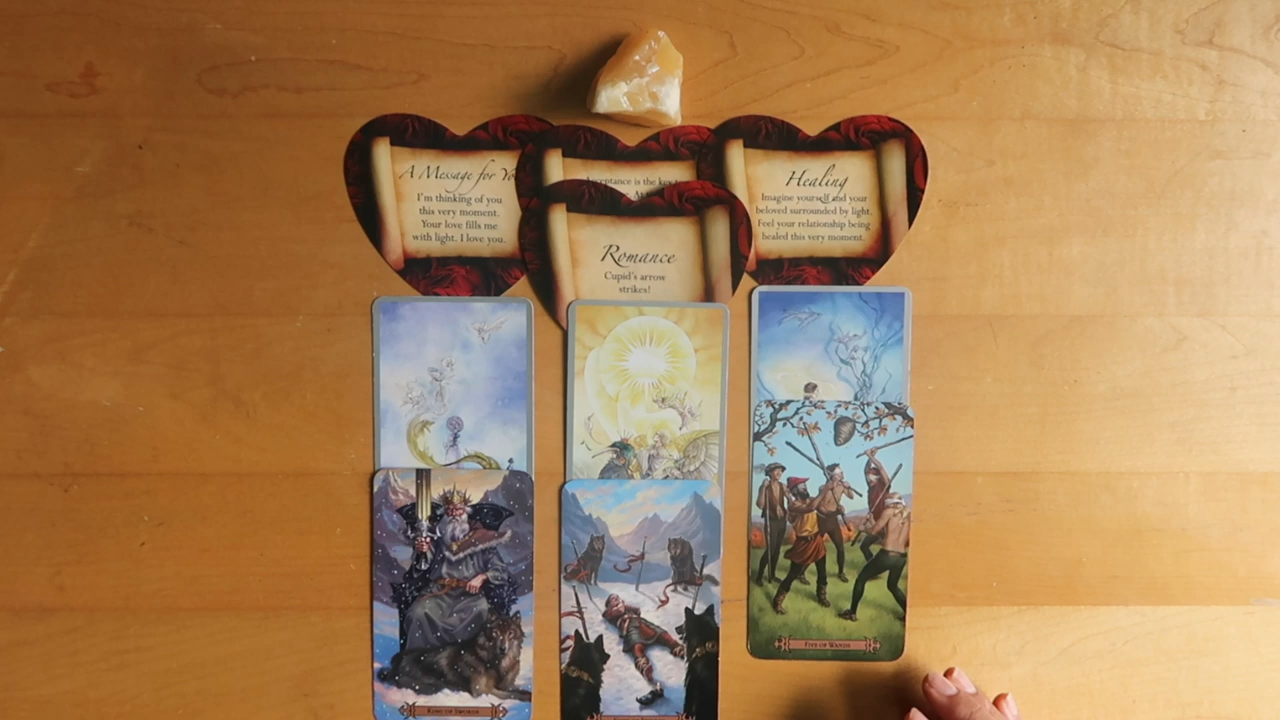 A Message for Yo
I'm thinking of you
this very moment.
Your love fills me
with light. I love you.
Acceptance is the key
Romance
Cupid's arrow
strikes!
Healing
Imagine yourself and your
beloved surrounded by light.
Feel your relationship being
healed this very moment.
KING OF SWORDS
FIVE OF WANDS